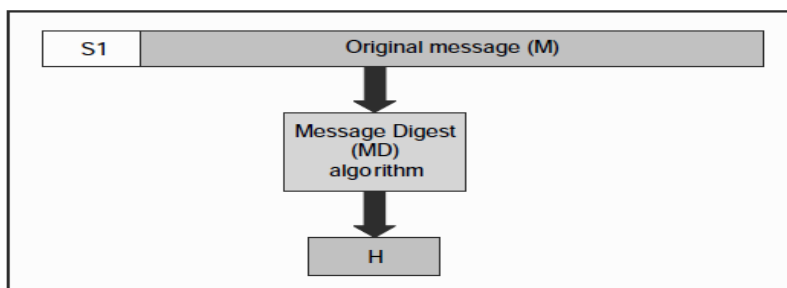 S1 Original message (M)
Message Digest
(MD)
algorithm
H